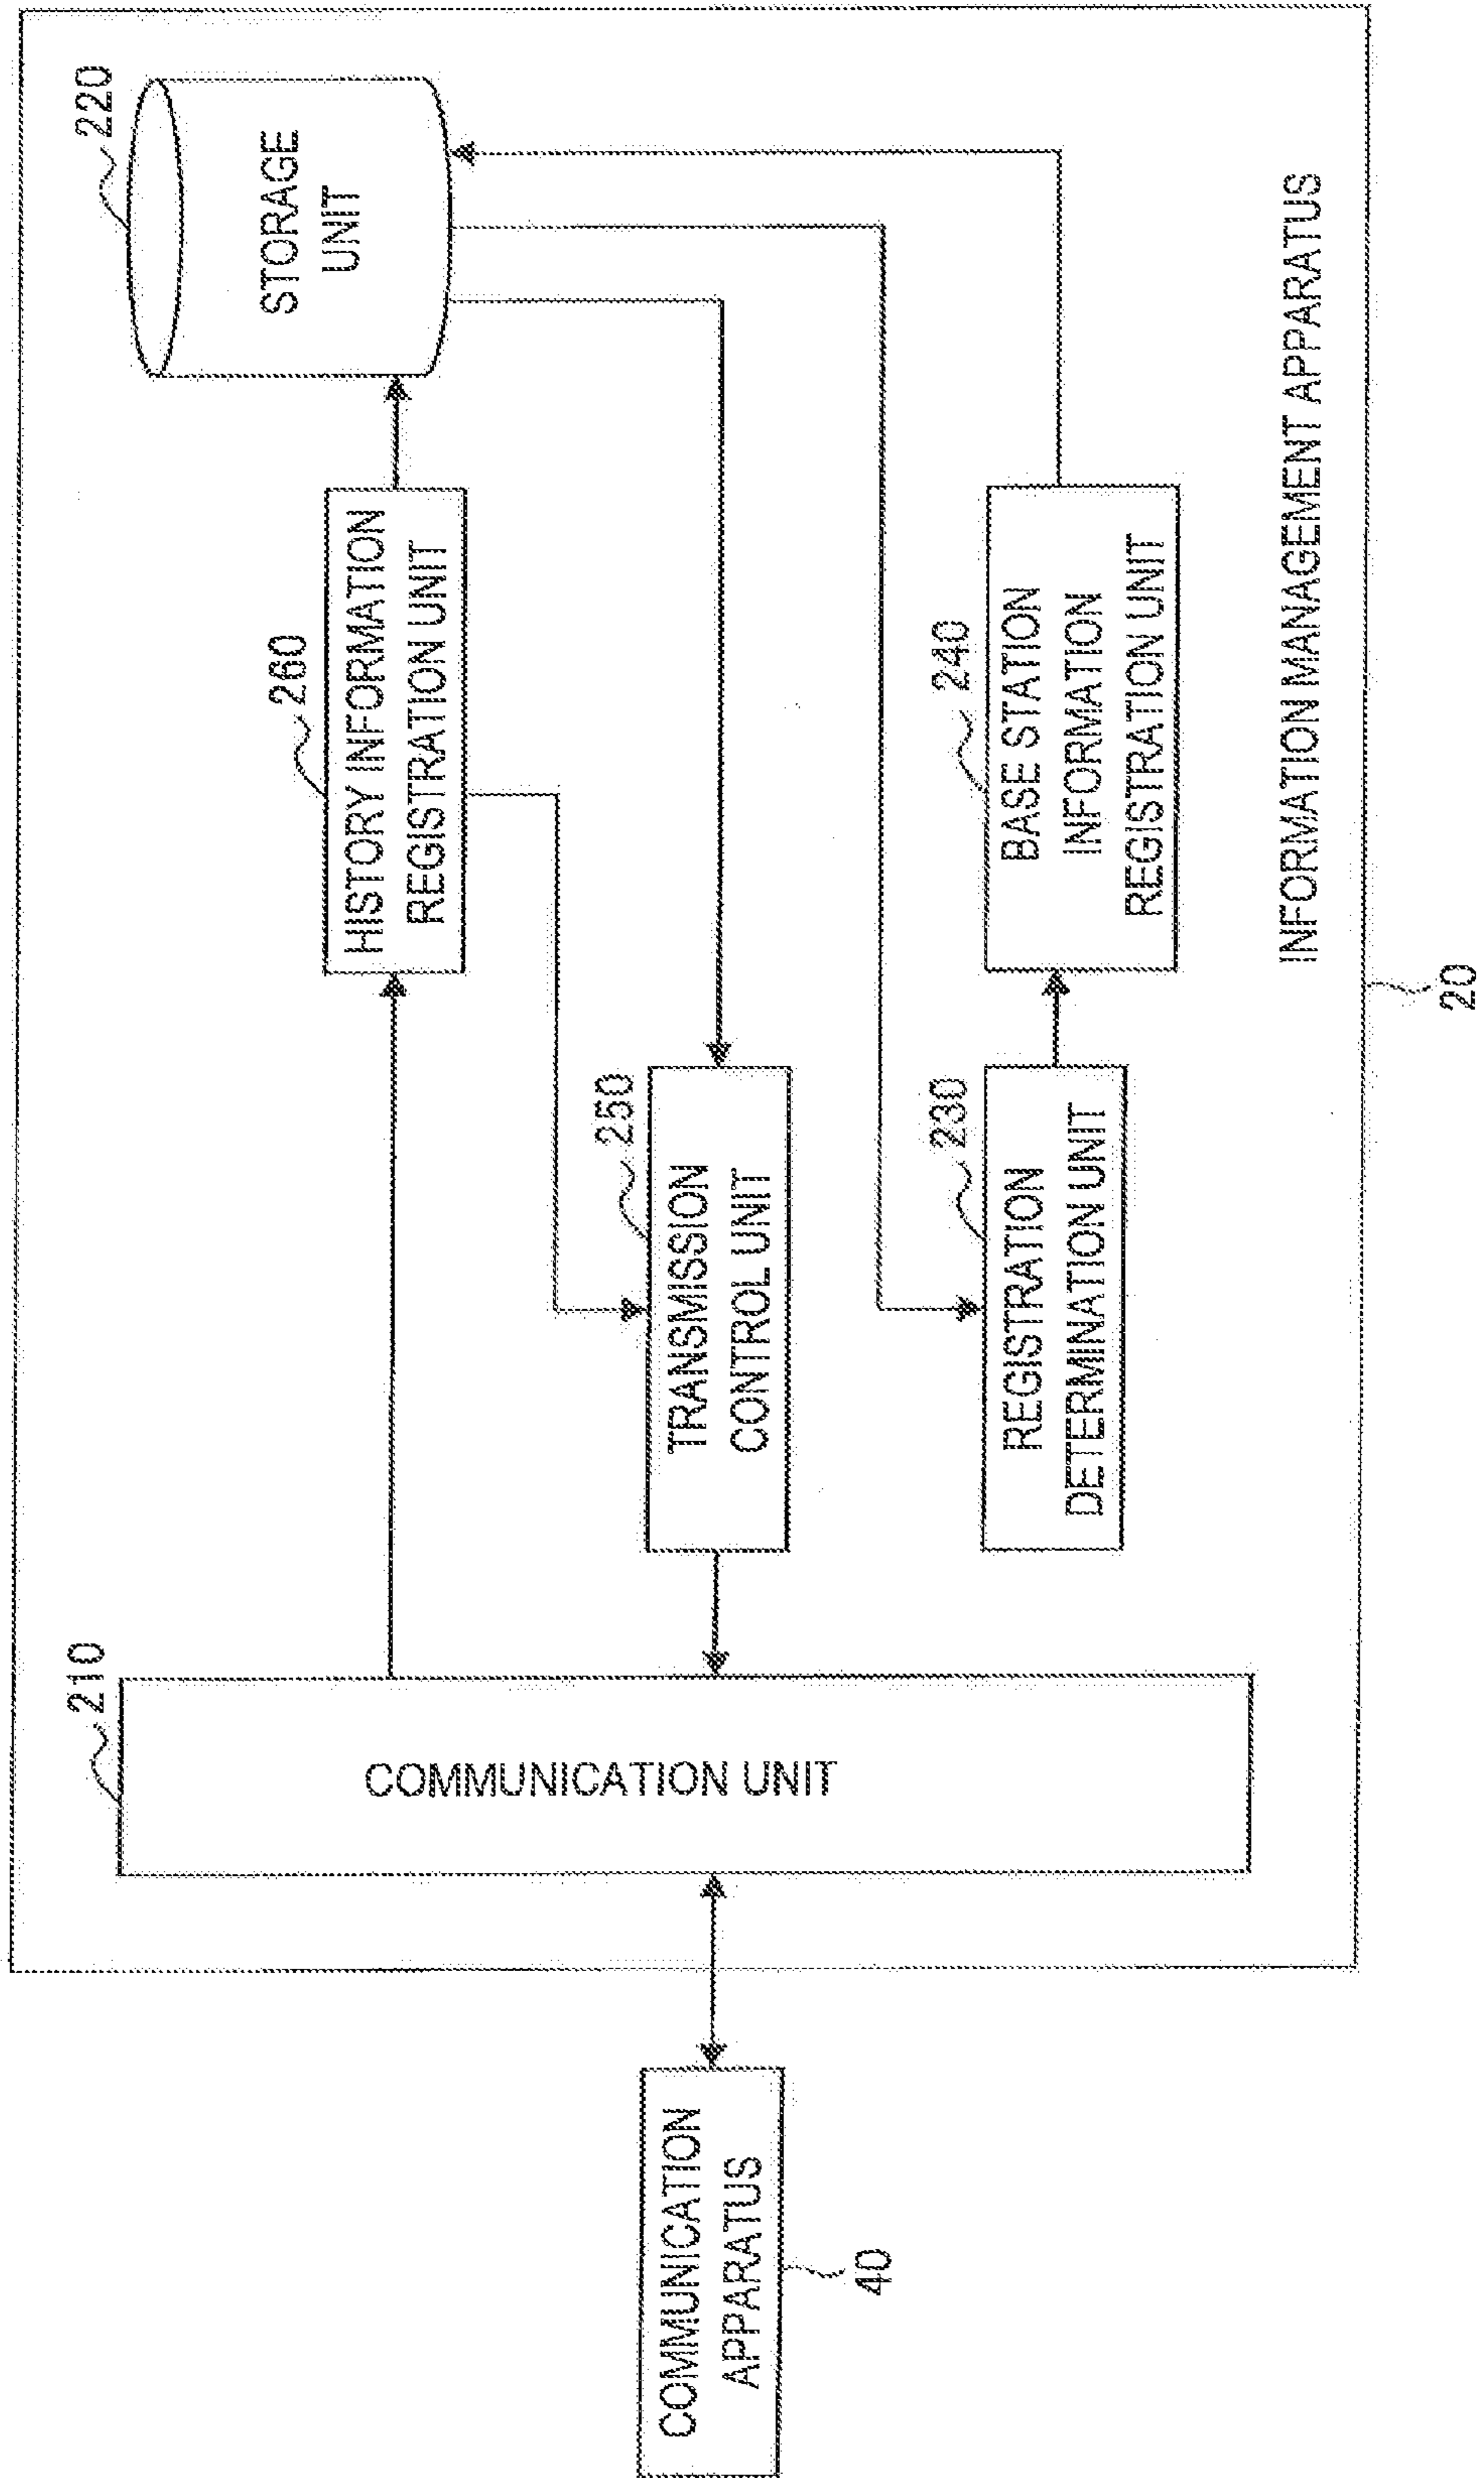 210
220
260
HISTORY INFORMATION
REGISTRATION UNIT
STORAGE
UNIT
COMMUNICATION
APPARATUS
40
COMMUNICATION UNIT
250
TRANSMISSION
CONTROL UNIT
230
REGISTRATION
DETERMINATION UNIT
240
BASE STATION
INFORMATION
REGISTRATION UNIT
INFORMATION MANAGEMENT APPARATUS
20